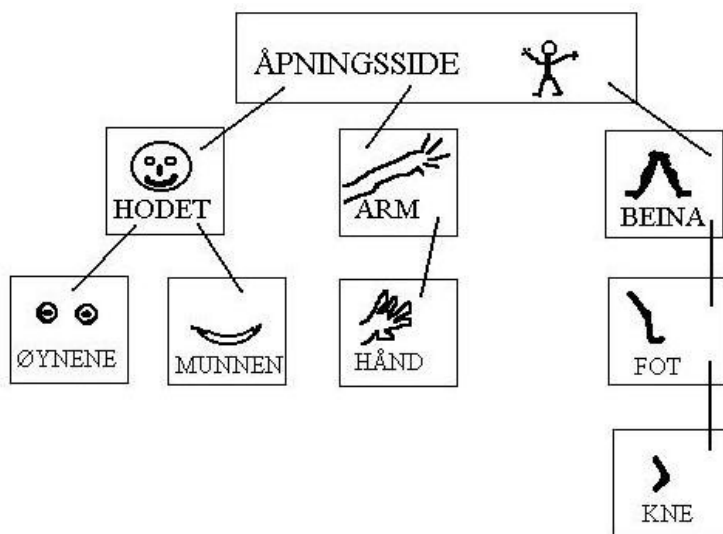 ÅPNINGSSIDE
HODET
ARM
BEINA
ØYNENE
MUNNEN
HÅND
FOT
KNE